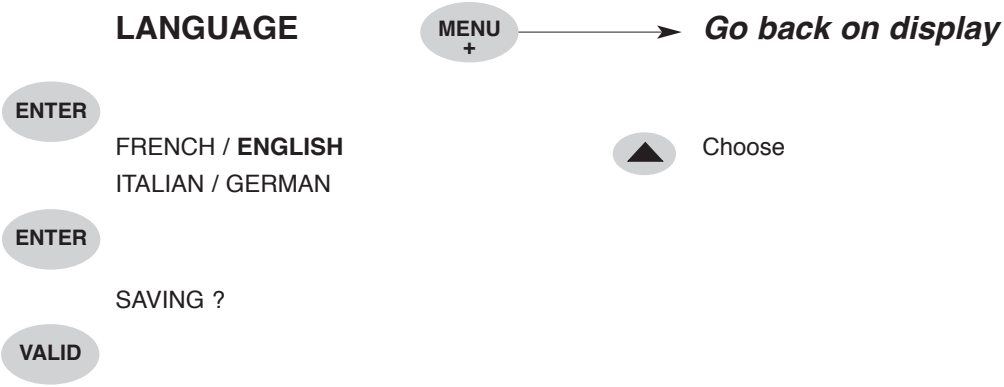 LANGUAGE MENU + Go back on display
ENTER
FRENCH / ENGLISH Choose
ITALIAN / GERMAN
ENTER
SAVING ?
VALID